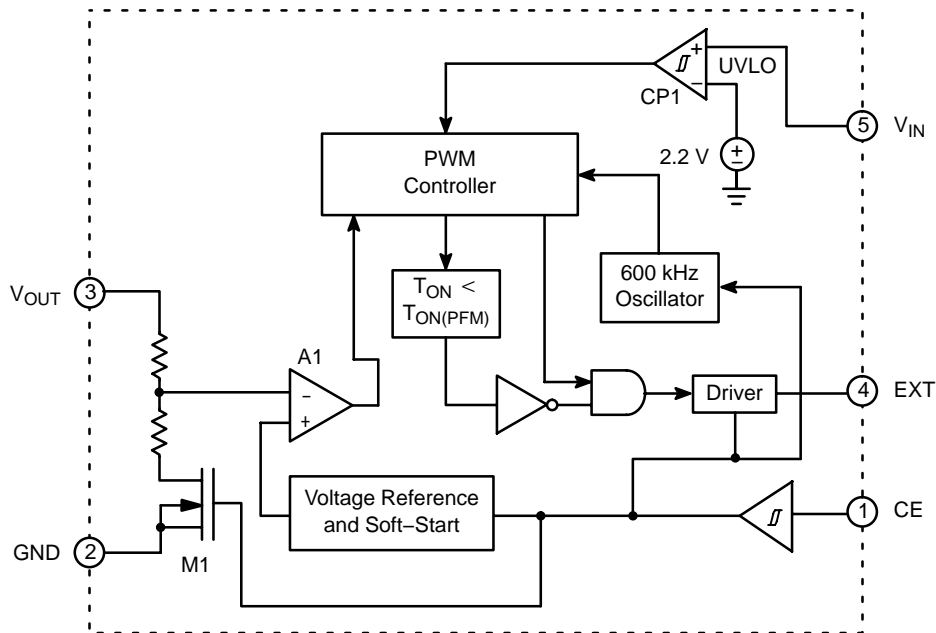 UVLO
+
−
CP1
5 VIN
2.2 V
+
−
PWM
Controller
TON <
TON(PFM)
600 kHz
Oscillator
VOUT 3
A1
−
+
Driver
4 EXT
Voltage Reference
and Soft−Start
1 CE
GND 2
M1